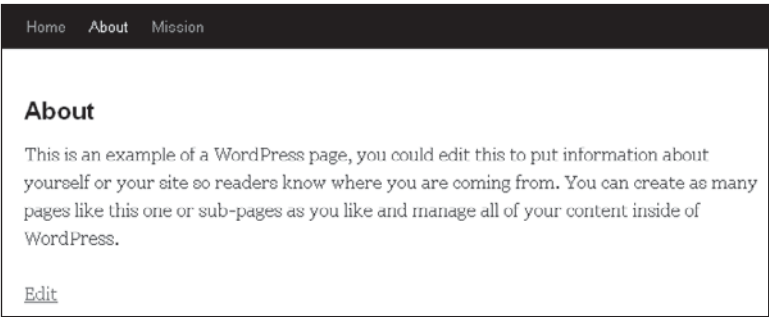 Home About Mission
About
This is an example of a WordPress page, you could edit this to put information about
yourself or your site so readers know where you are coming from. You can create as many
pages like this one or sub-pages as you like and manage all of your content inside of
WordPress.
Edit